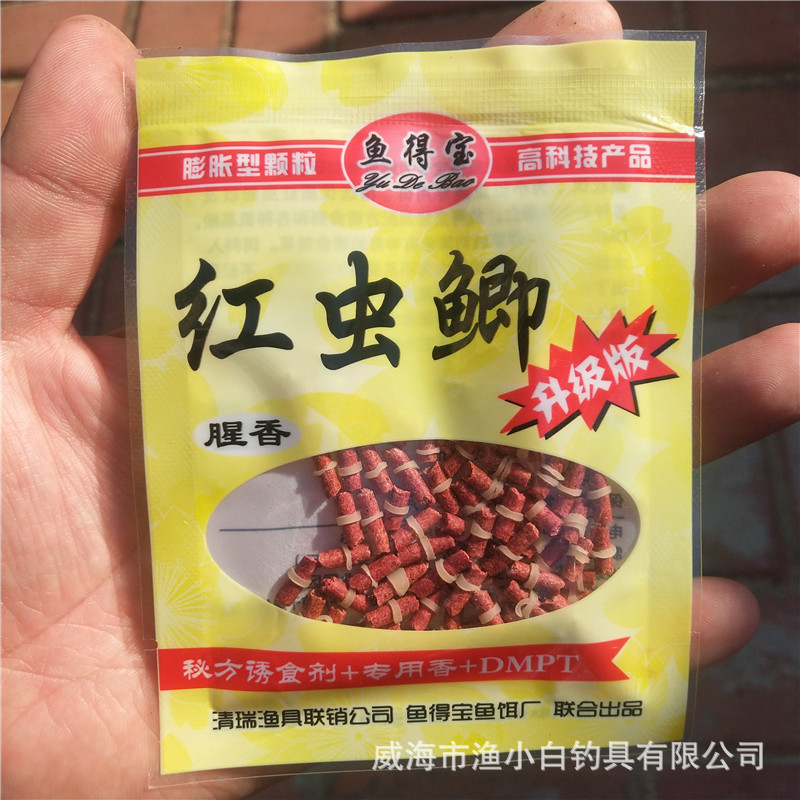 膨胀型颗粒
鱼得宝
Yu De Bao
高科技产品
红虫鲫
升级版
腥香
秘方诱食剂+专用香+DMPT
清瑞渔具联销公司 鱼得宝鱼饵厂 联合出品
威海市渔小白钓具有限公司